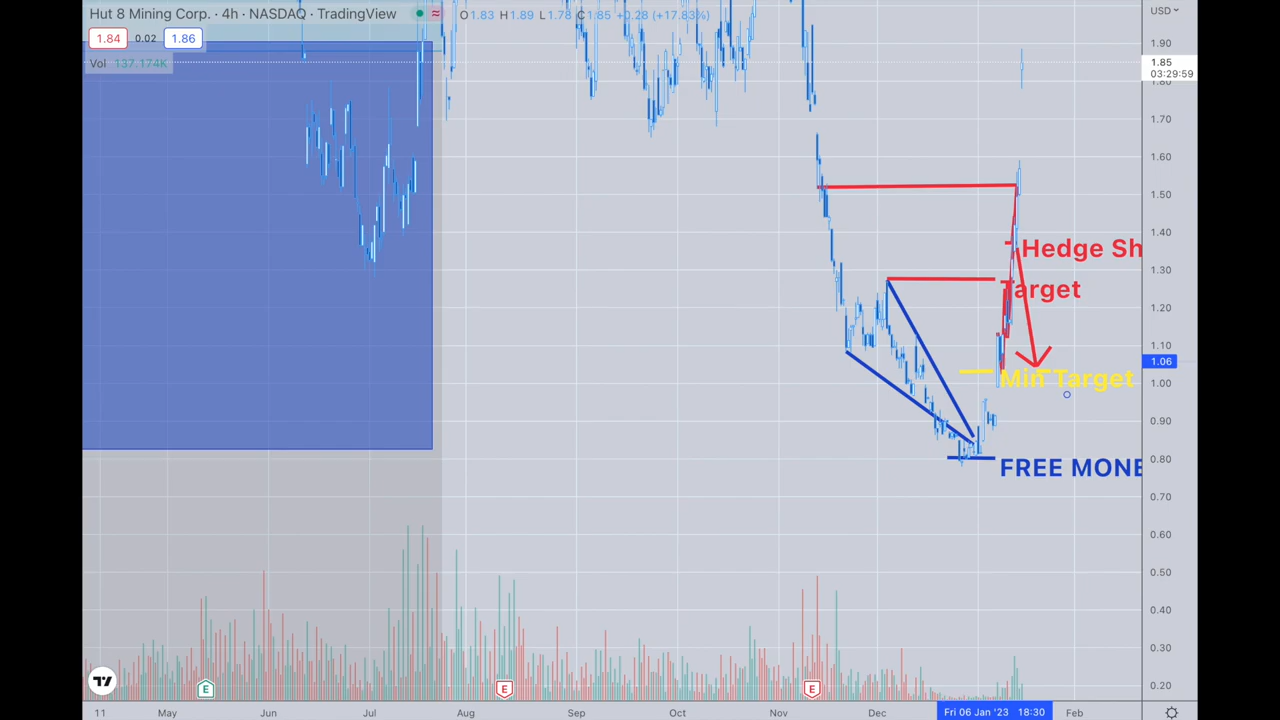 Hut 8 Mining Corp. · 4h · NASDAQ · TradingView
O1.83 H1.89 L1.78 C1.85 +0.28 (+17.83%)
USD
1.84 0.02 1.86
Vol 137.174K
1.90
1.85
03:29:59
1.80
1.70
1.60
1.50
1.40
1.30
1.20
1.10
1.06
1.00
0.90
0.80
0.70
0.60
0.50
0.40
0.30
0.20
Hedge Sh
Target
Min Target
FREE MONE
E E E
11 May Jun Jul Aug Sep Oct Nov Dec Fri 06 Jan '23 18:30 Feb